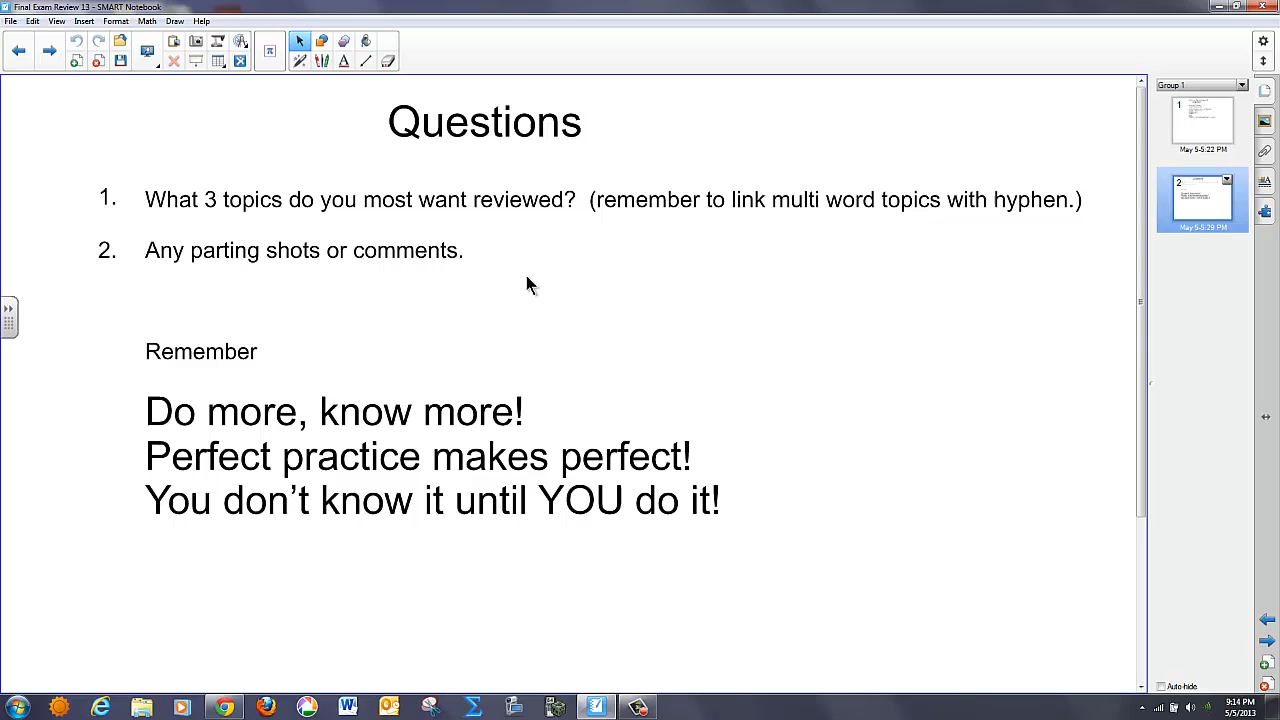 Final Exam Review 13 - SMART Notebook
File Edit View Insert Format Math Draw Help
Group 1
Questions
1
May 5-5:22 PM
1. What 3 topics do you most want reviewed? (remember to link multi word topics with hyphen.)
2
May 5-5:29 PM
2. Any parting shots or comments.
Remember
Do more, know more!
Perfect practice makes perfect!
You don’t know it until YOU do it!
Auto-hide
9:14 PM
5/5/2013